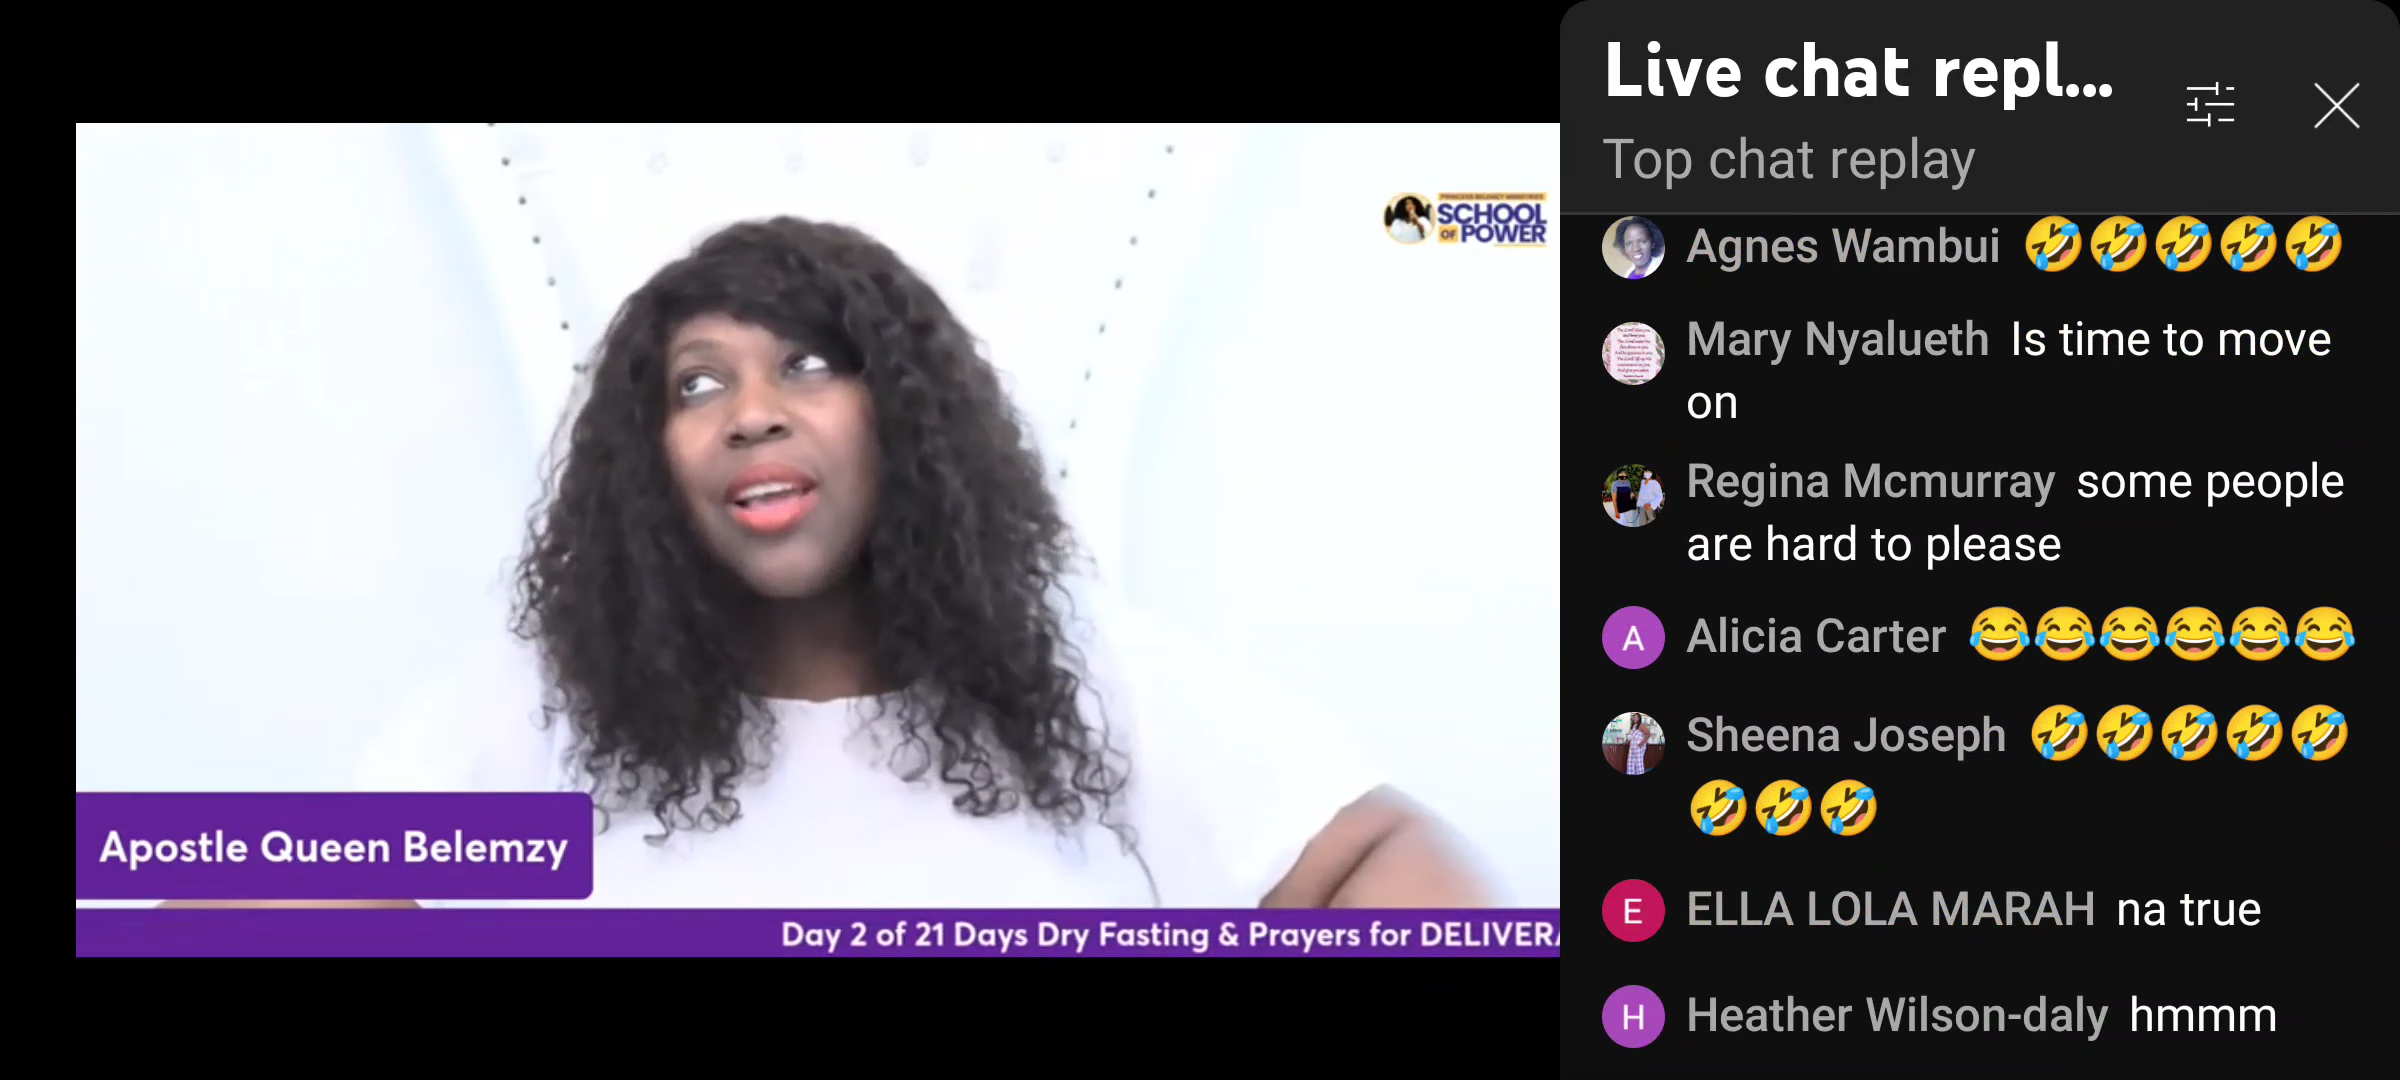 SCHOOL
OF POWER
Apostle Queen Belemzy
Day 2 of 21 Days Dry Fasting & Prayers for DELIVERA
Live chat repl...
Top chat replay
Agnes Wambui 🤣🤣🤣🤣🤣
Mary Nyalueth Is time to move
on
Regina Mcmurray some people
are hard to please
A Alicia Carter 😂😂😂😂😂😂
Sheena Joseph 🤣🤣🤣🤣🤣
🤣🤣🤣
E ELLA LOLA MARAH na true
H Heather Wilson-daly hmmm